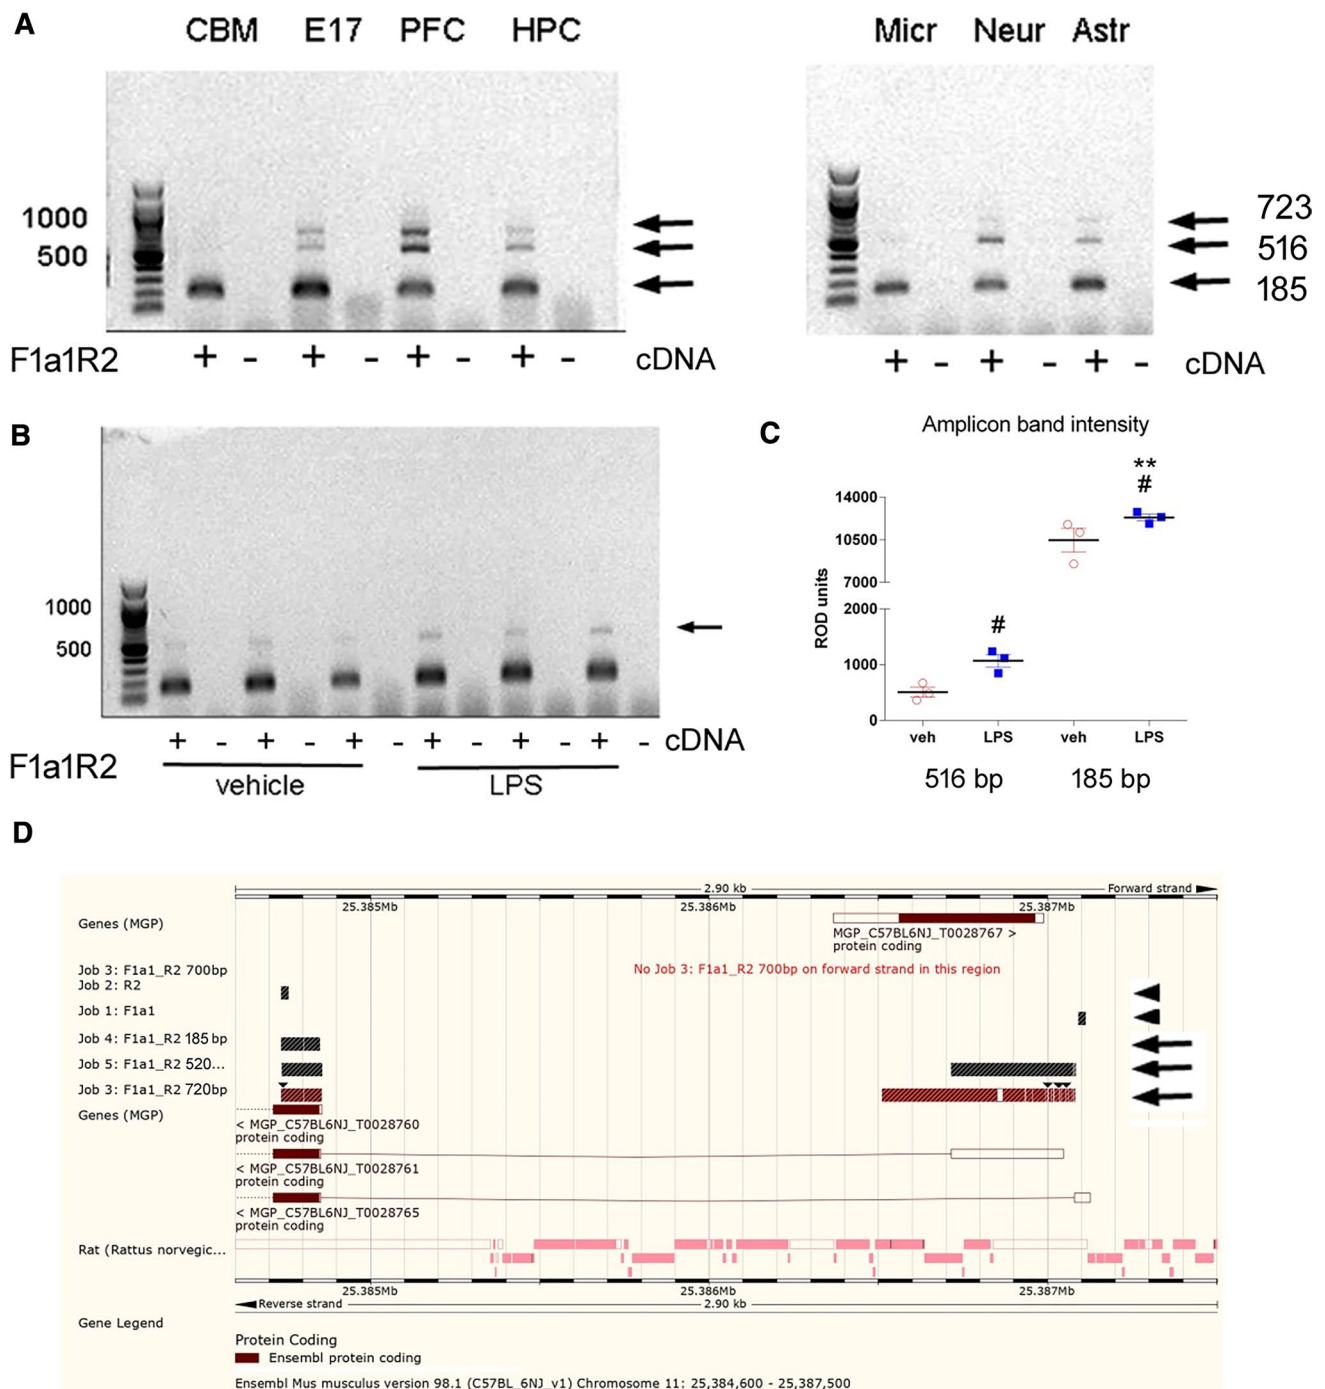 A
CBM E17 PFC HPC
Micr Neur Astr
1000
500
723
516
185
F1a1R2 + - + - + - + - cDNA
+ - + - + - cDNA
B
1000
500
+ - + - + - + - + - + - cDNA
F1a1R2
vehicle LPS
C
Amplicon band intensity
**
#
14000
10500
7000
2000
1000
0
ROD units
#
veh LPS veh LPS
516 bp 185 bp
D
2.90 kb Forward strand
25.385Mb 25.386Mb 25.387Mb
Genes (MGP)
MGP_C57BL6NJ_T0028767 >
protein coding
Job 3: F1a1_R2 700bp
No Job 3: F1a1_R2 700bp on forward strand in this region
Job 2: R2
Job 1: F1a1
Job 4: F1a1_R2 185 bp
Job 5: F1a1_R2 520...
Job 3: F1a1_R2 720bp
Genes (MGP)
< MGP_C57BL6NJ_T0028760
protein coding
< MGP_C57BL6NJ_T0028761
protein coding
< MGP_C57BL6NJ_T0028765
protein coding
Rat (Rattus norvegic...
25.385Mb 25.386Mb 25.387Mb
Reverse strand 2.90 kb
Gene Legend
Protein Coding
Ensembl protein coding
Ensembl Mus musculus version 98.1 (C57BL_6NJ_v1) Chromosome 11: 25,384,600 - 25,387,500